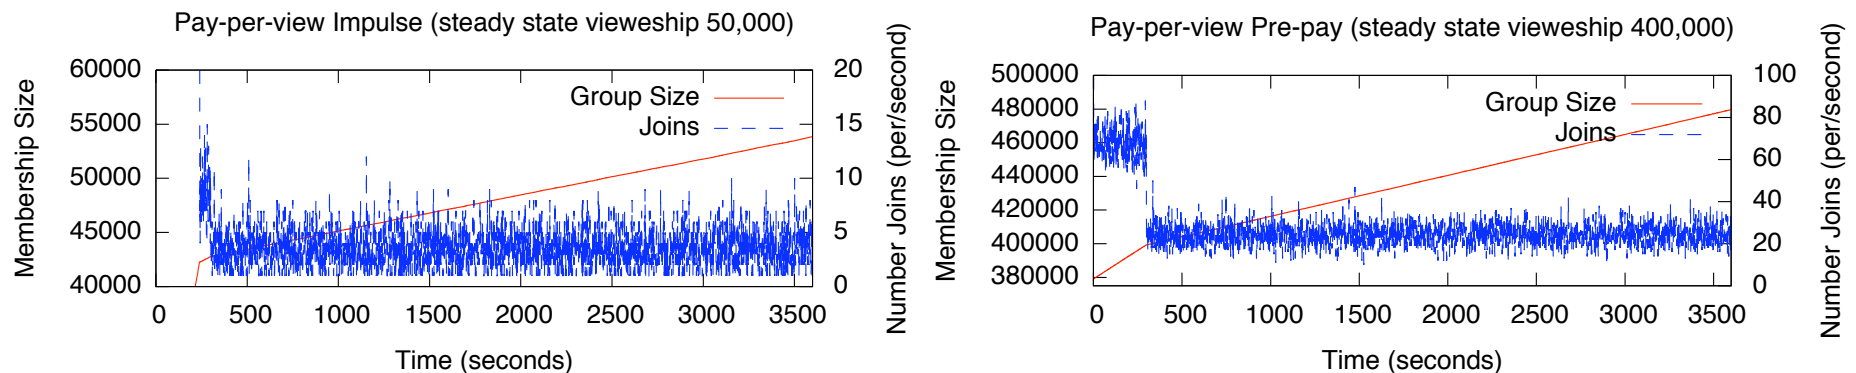 Pay-per-view Impulse (steady state vieweship 50,000)
Membership Size
60000
55000
50000
45000
40000
20
15
10
5
0
Number Joins (per/second)
Group Size
Joins
0 500 1000 1500 2000 2500 3000 3500
Time (seconds)
Pay-per-view Pre-pay (steady state vieweship 400,000)
Membership Size
500000
480000
460000
440000
420000
400000
380000
100
80
60
40
20
0
Number Joins (per/second)
Group Size
Joins
0 500 1000 1500 2000 2500 3000 3500
Time (seconds)